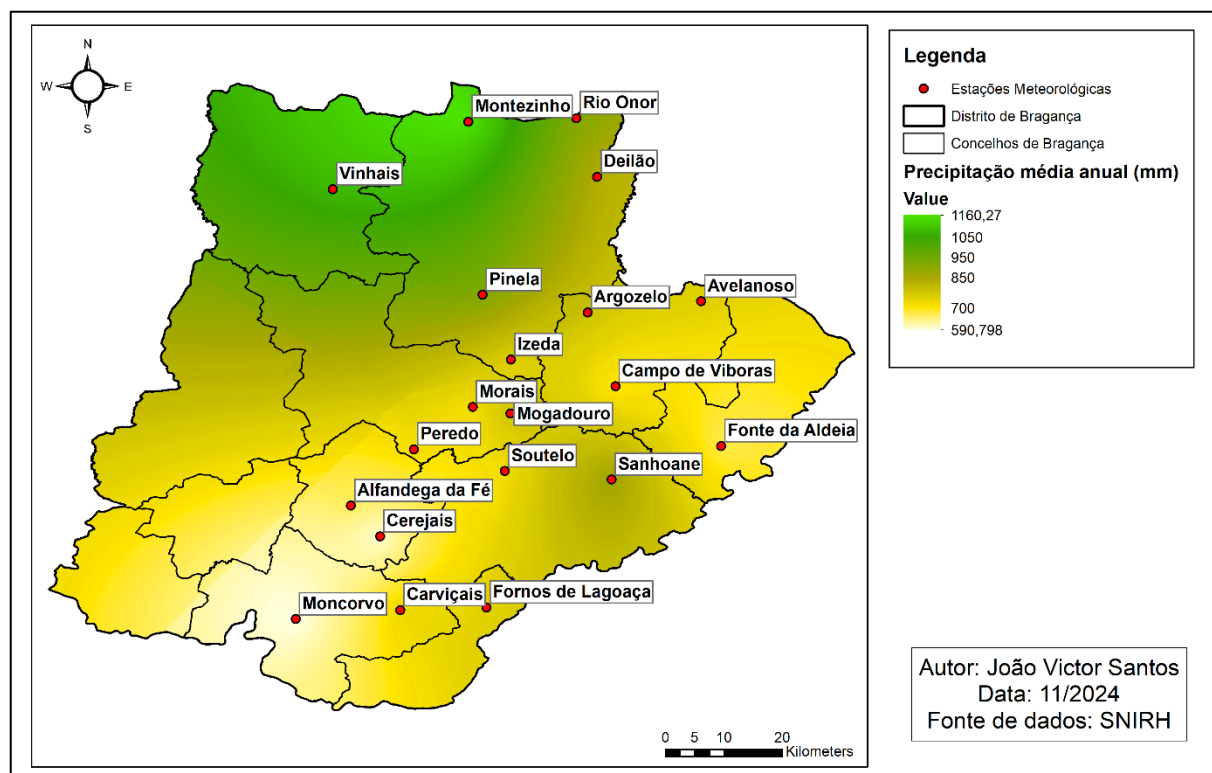 N
W
E
S
Montezinho
Rio Onor
Deilão
Vinhais
Pinela
Argozelo
Avelanoso
Izeda
Campo de Viboras
Morais
Mogadouro
Peredo
Fonte da Aldeia
Soutelo
Sanhoane
Alfandega da Fé
Cerejais
Moncorvo
Carviçais
Fornos de Lagoaça
0 5 10 20
Kilometers
Legenda
Estações Meteorológicas
Distrito de Bragança
Concelhos de Bragança
Precipitação média anual (mm)
Value
1160,27
1050
950
850
700
590,798
Autor: João Victor Santos
Data: 11/2024
Fonte de dados: SNIRH